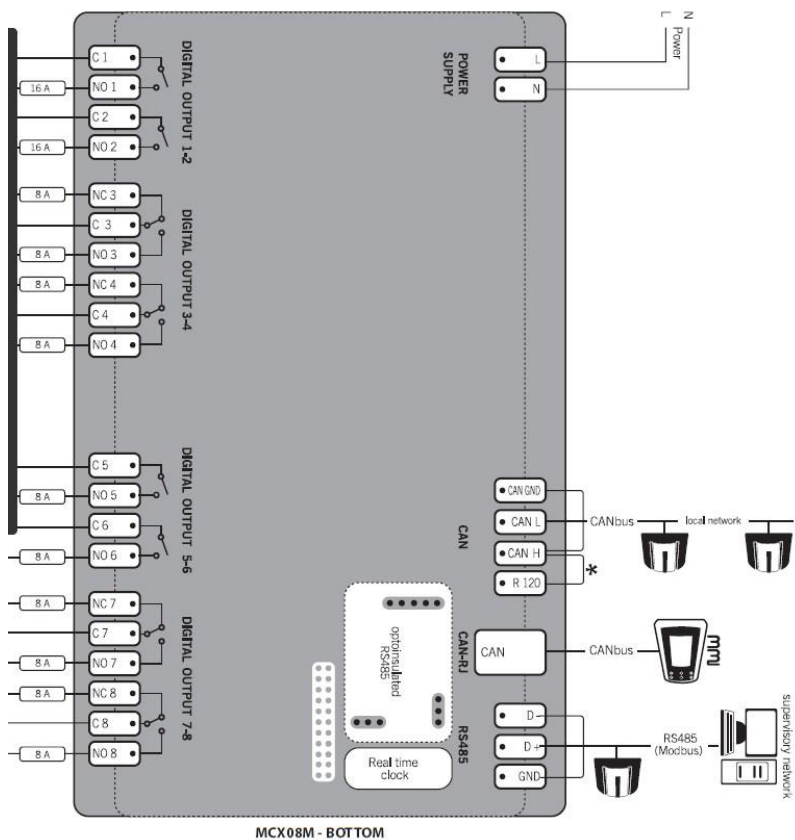 C 1
NO 1
C 2
NO 2
16 A
16 A
DIGITAL OUTPUT 1-2
NC 3
C 3
NO 3
NC 4
C 4
NO 4
8 A
8 A
8 A
8 A
DIGITAL OUTPUT 3-4
C 5
NO 5
C 6
NO 6
8 A
8 A
DIGITAL OUTPUT 5-6
NC 7
C 7
NO 7
NC 8
C 8
NO 8
8 A
8 A
8 A
8 A
DIGITAL OUTPUT 7-8
POWER
SUPPLY
L
N
N
L
Power
CAN
CAN GND
CAN L
CAN H
R 120
*
CANbus
local network
CAN-RJ
CAN
CANbus
optoinsulated
RS485
Real time
clock
RS485
D-
D+
GND
RS485
(Modbus)
supervisory network
MCX08M - BOTTOM